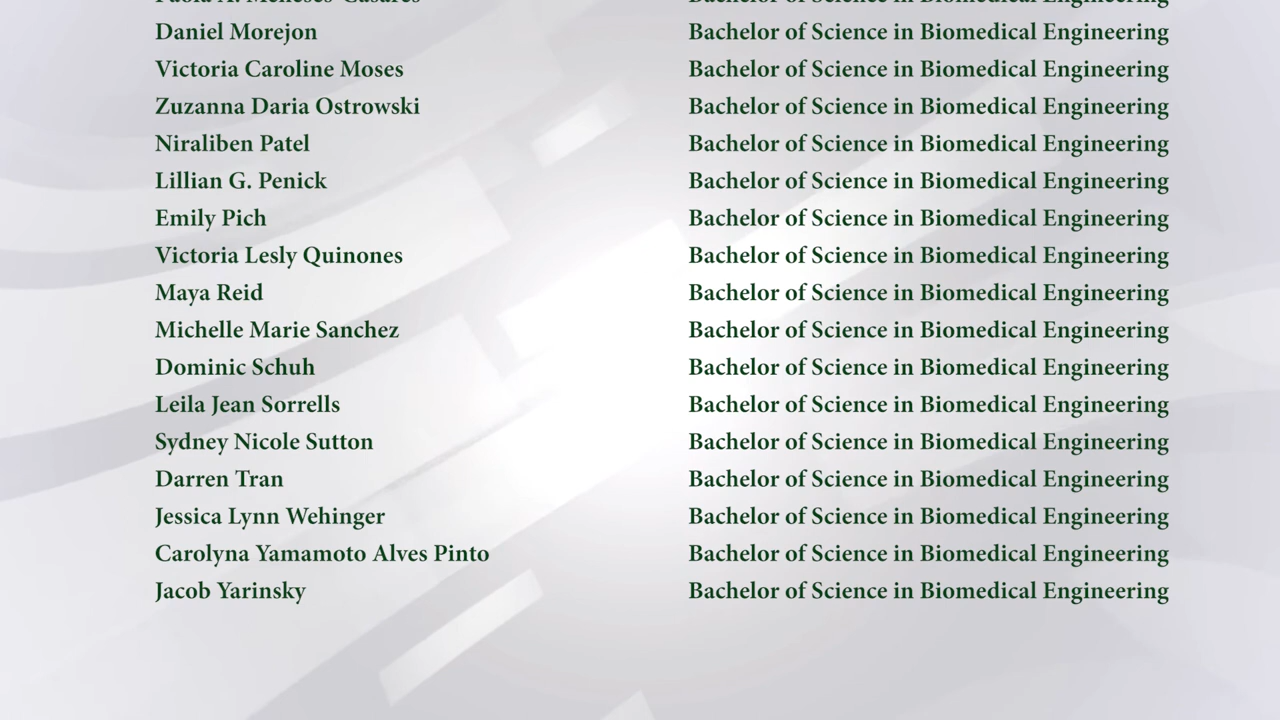 Daniel Morejon Bachelor of Science in Biomedical Engineering
Victoria Caroline Moses Bachelor of Science in Biomedical Engineering
Zuzanna Daria Ostrowski Bachelor of Science in Biomedical Engineering
Niraliben Patel Bachelor of Science in Biomedical Engineering
Lillian G. Penick Bachelor of Science in Biomedical Engineering
Emily Pich Bachelor of Science in Biomedical Engineering
Victoria Lesly Quinones Bachelor of Science in Biomedical Engineering
Maya Reid Bachelor of Science in Biomedical Engineering
Michelle Marie Sanchez Bachelor of Science in Biomedical Engineering
Dominic Schuh Bachelor of Science in Biomedical Engineering
Leila Jean Sorrells Bachelor of Science in Biomedical Engineering
Sydney Nicole Sutton Bachelor of Science in Biomedical Engineering
Darren Tran Bachelor of Science in Biomedical Engineering
Jessica Lynn Wehinger Bachelor of Science in Biomedical Engineering
Carolyna Yamamoto Alves Pinto Bachelor of Science in Biomedical Engineering
Jacob Yarinsky Bachelor of Science in Biomedical Engineering